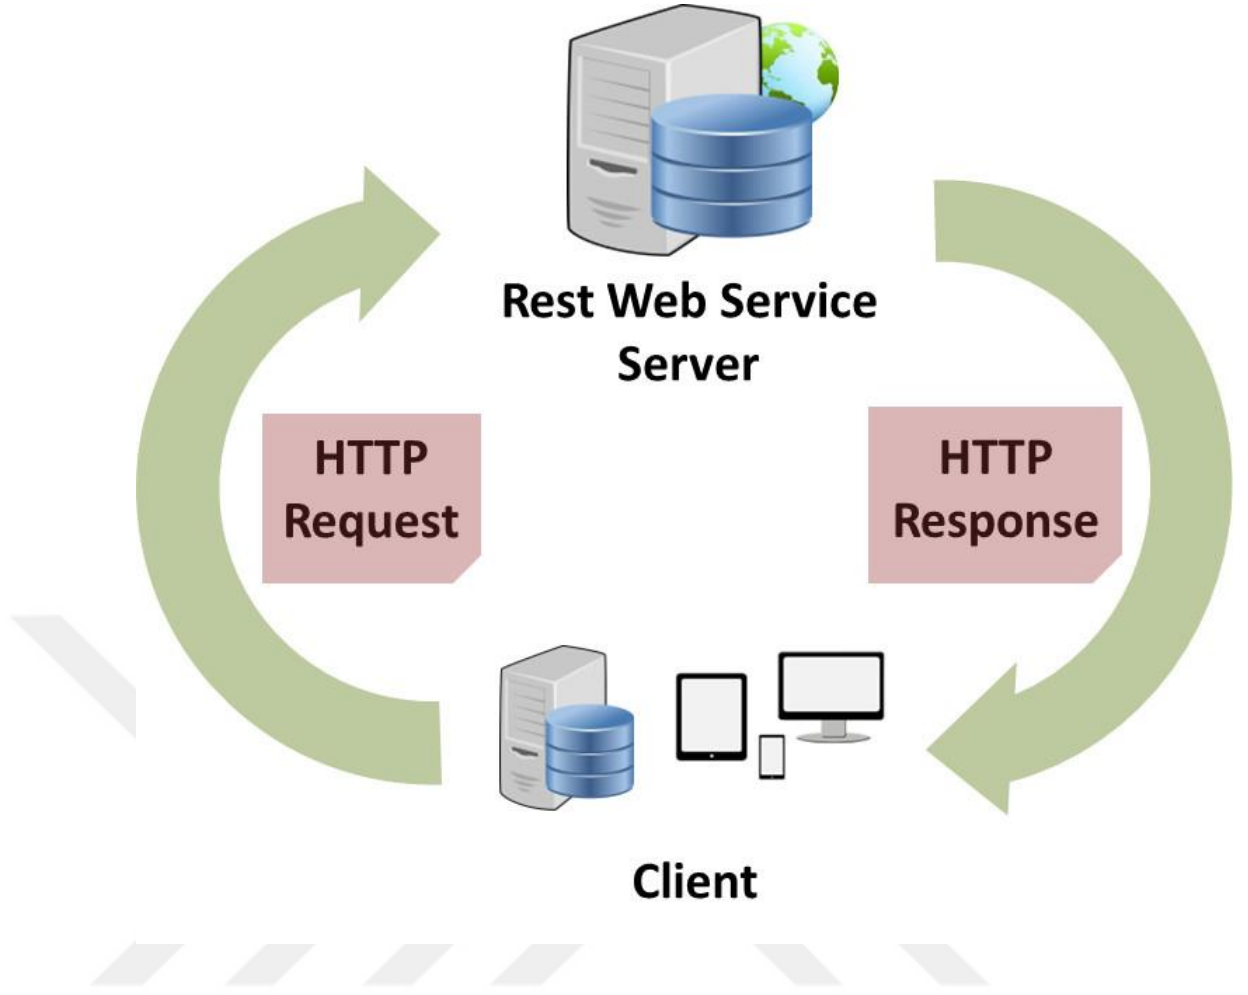 Rest Web Service
Server
HTTP
Request
HTTP
Response
Client